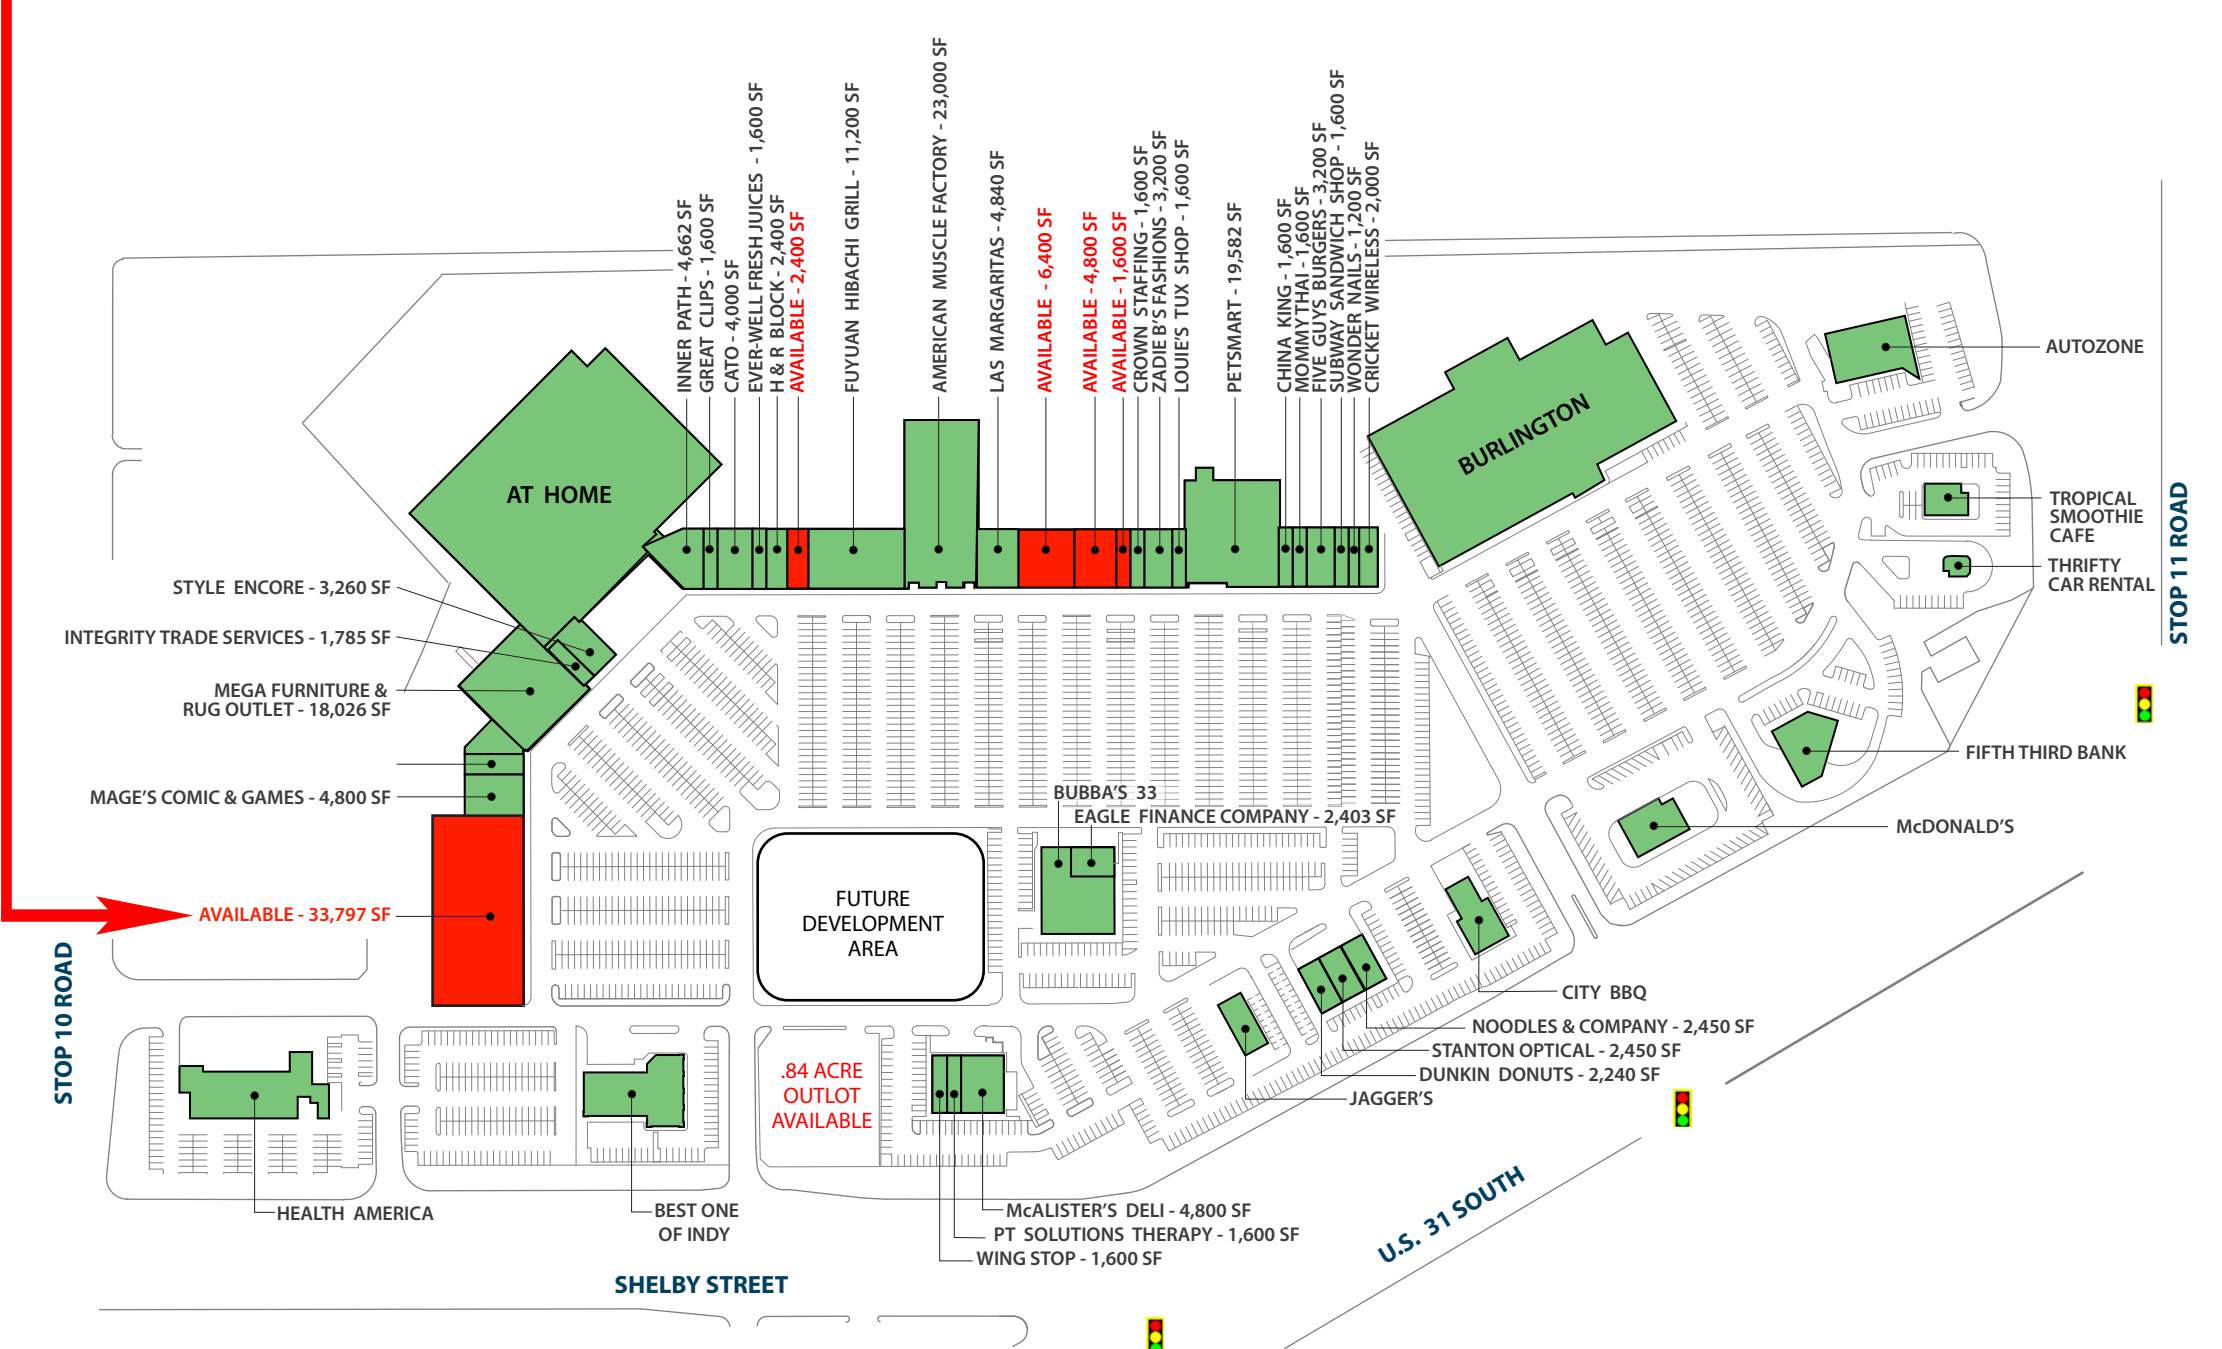 INNER PATH - 4,662 SF
GREAT CLIPS - 1,600 SF
CATO - 4,000 SF
EVER-WELL FRESH JUICES - 1,600 SF
H & R BLOCK - 2,400 SF
AVAILABLE - 2,400 SF
FUYUAN HIBACHI GRILL - 11,200 SF
AMERICAN MUSCLE FACTORY - 23,000 SF
LAS MARGARITAS - 4,840 SF
AVAILABLE - 6,400 SF
AVAILABLE - 4,800 SF
AVAILABLE - 1,600 SF
CROWN STAFFING - 1,600 SF
ZADIE B'S FASHIONS - 3,200 SF
LOUIE'S TUX SHOP - 1,600 SF
PETSMART - 19,582 SF
CHINA KING - 1,600 SF
MOMMYTHAI - 1,600 SF
FIVE GUYS BURGERS - 3,200 SF
SUBWAY SANDWICH SHOP - 1,600 SF
WONDER NAILS - 1,200 SF
CRICKET WIRELESS - 2,000 SF
BURLINGTON
AUTOZONE
AT HOME
TROPICAL
SMOOTHIE
CAFE
THRIFTY
CAR RENTAL
STOP 11 ROAD
STYLE ENCORE - 3,260 SF
INTEGRITY TRADE SERVICES - 1,785 SF
MEGA FURNITURE &
RUG OUTLET - 18,026 SF
FIFTH THIRD BANK
MAGE'S COMIC & GAMES - 4,800 SF
BUBBA'S 33
EAGLE FINANCE COMPANY - 2,403 SF
McDONALD'S
AVAILABLE - 33,797 SF
FUTURE
DEVELOPMENT
AREA
STOP 10 ROAD
CITY BBQ
NOODLES & COMPANY - 2,450 SF
STANTON OPTICAL - 2,450 SF
DUNKIN DONUTS - 2,240 SF
JAGGER'S
.84 ACRE
OUTLOT
AVAILABLE
HEALTH AMERICA
BEST ONE
OF INDY
McALISTER'S DELI - 4,800 SF
PT SOLUTIONS THERAPY - 1,600 SF
WING STOP - 1,600 SF
U.S. 31 SOUTH
SHELBY STREET